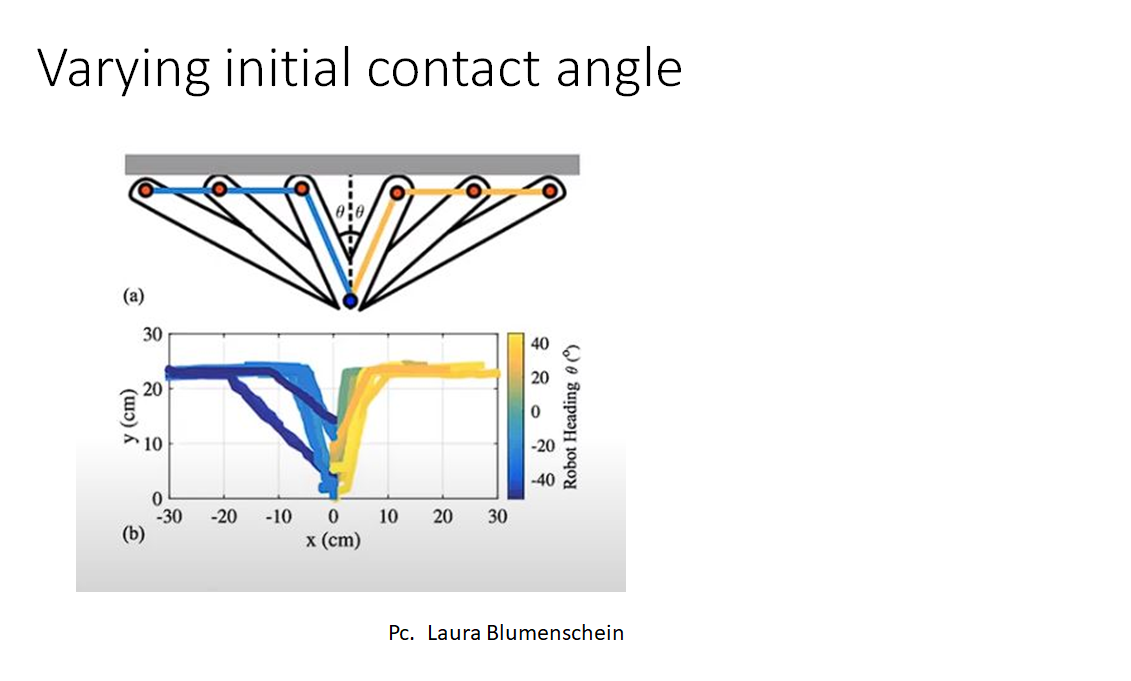 Varying initial contact angle
θ θ
(a)
30
20
10
0
y (cm)
-30 -20 -10 0 10 20 30
x (cm)
40
20
0
-20
-40
Robot Heading θ (°)
(b)
Pc. Laura Blumenschein